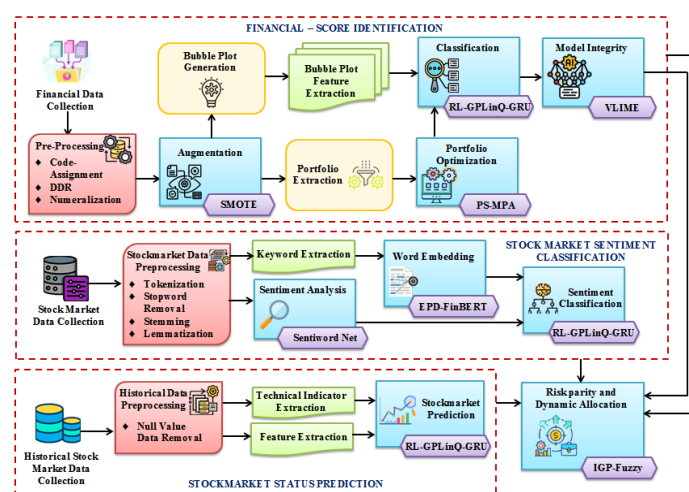 FINANCIAL – SCORE IDENTIFICATION
Financial Data
Collection
Pre-Processing
♦ Code-
Assignment
♦ DDR
♦ Numeralization
Bubble Plot
Generation
Augmentation
SMOTE
Bubble Plot
Feature
Extraction
Portfolio
Extraction
Classification
RL-GPLinQ-GRU
Portfolio
Optimization
PS-MPA
Model Integrity
AI
VLIME
STOCK MARKET SENTIMENT
CLASSIFICATION
Stock Market
Data Collection
Stockmarket Data
Preprocessing
♦ Tokenization
♦ Stopword
Removal
♦ Stemming
♦ Lemmatization
Keyword Extraction
Sentiment Analysis
Sentiword Net
Word Embedding
EPD-FinBERT
Sentiment
Classification
RL-GPLinQ-GRU
Historical Stock
Market Data
Collection
Historical Data
Preprocessing
♦ Null Value
Data Removal
Technical Indicator
Extraction
Feature Extraction
Stockmarket
Prediction
RL-GPLinQ-GRU
STOCKMARKET STATUS PREDICTION
Risk parity and
Dynamic Allocation
IGP-Fuzzy